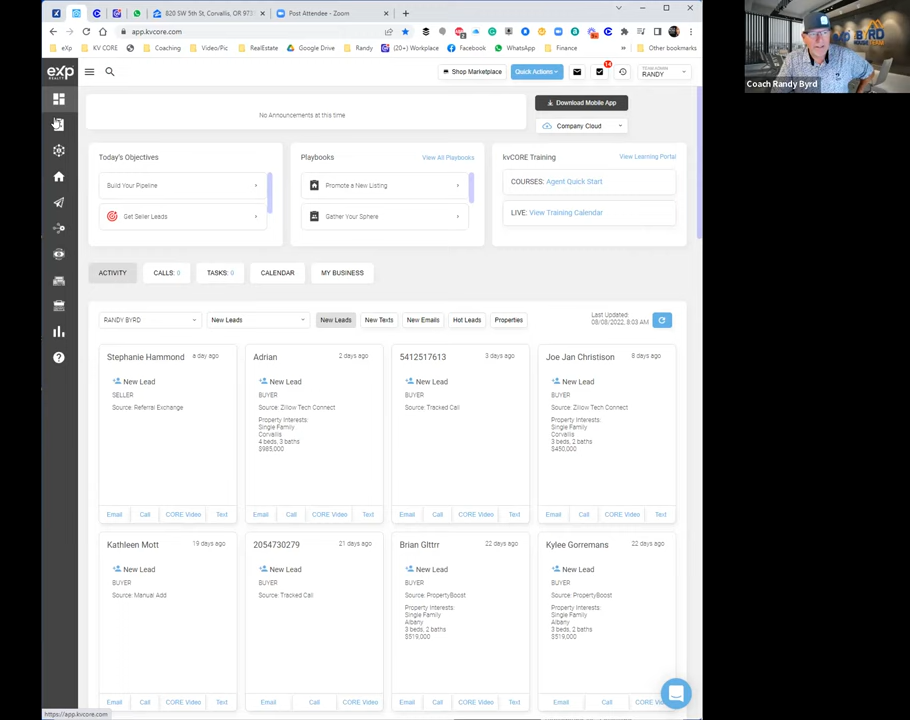 820 SW 5th St, Corvallis, OR 973
Post Attendee - Zoom
app.kvcore.com
eXp
KV CORE
Coaching
Video/Pic
RealEstate
Google Drive
Randy
(20+) Workplace
Facebook
WhatsApp
Finance
Other bookmarks
Coach Randy Byrd
eXp
REALTY
Shop Marketplace
Quick Actions
14
TEAM ADMIN
RANDY
No Announcements at this time
Download Mobile App
Company Cloud
Today's Objectives
Build Your Pipeline
Get Seller Leads
Playbooks
View All Playbooks
Promote a New Listing
Gather Your Sphere
kvCORE Training
View Learning Portal
COURSES: Agent Quick Start
LIVE: View Training Calendar
ACTIVITY
CALLS: 0
TASKS: 0
CALENDAR
MY BUSINESS
RANDY BYRD
New Leads
New Leads
New Texts
New Emails
Hot Leads
Properties
Last Updated:
08/08/2022, 8:03 AM
Stephanie Hammond a day ago
New Lead
SELLER
Source: Referral Exchange
Email Call CORE Video Text
Adrian 2 days ago
New Lead
BUYER
Source: Zillow Tech Connect
Property Interests:
Single Family
Corvallis
4 beds, 3 baths
$985,000
Email Call CORE Video Text
5412517613 3 days ago
New Lead
BUYER
Source: Tracked Call
Email Call CORE Video Text
Joe Jan Christison 8 days ago
New Lead
BUYER
Source: Zillow Tech Connect
Property Interests:
Single Family
Corvallis
3 beds, 2 baths
$450,000
Email Call CORE Video Text
Kathleen Mott 19 days ago
New Lead
BUYER
Source: Manual Add
Email Call CORE Video Text
2054730279 21 days ago
New Lead
BUYER
Source: Tracked Call
Email Call CORE Video
Brian GIttrr 22 days ago
New Lead
BUYER
Source: PropertyBoost
Property Interests:
Single Family
Albany
3 beds, 2 baths
$519,000
Email Call CORE Video Text
Kylee Gorremans 22 days ago
New Lead
BUYER
Source: PropertyBoost
Property Interests:
Single Family
Albany
3 beds, 2 baths
$519,000
Email Call CORE
https://app.kvcore.com